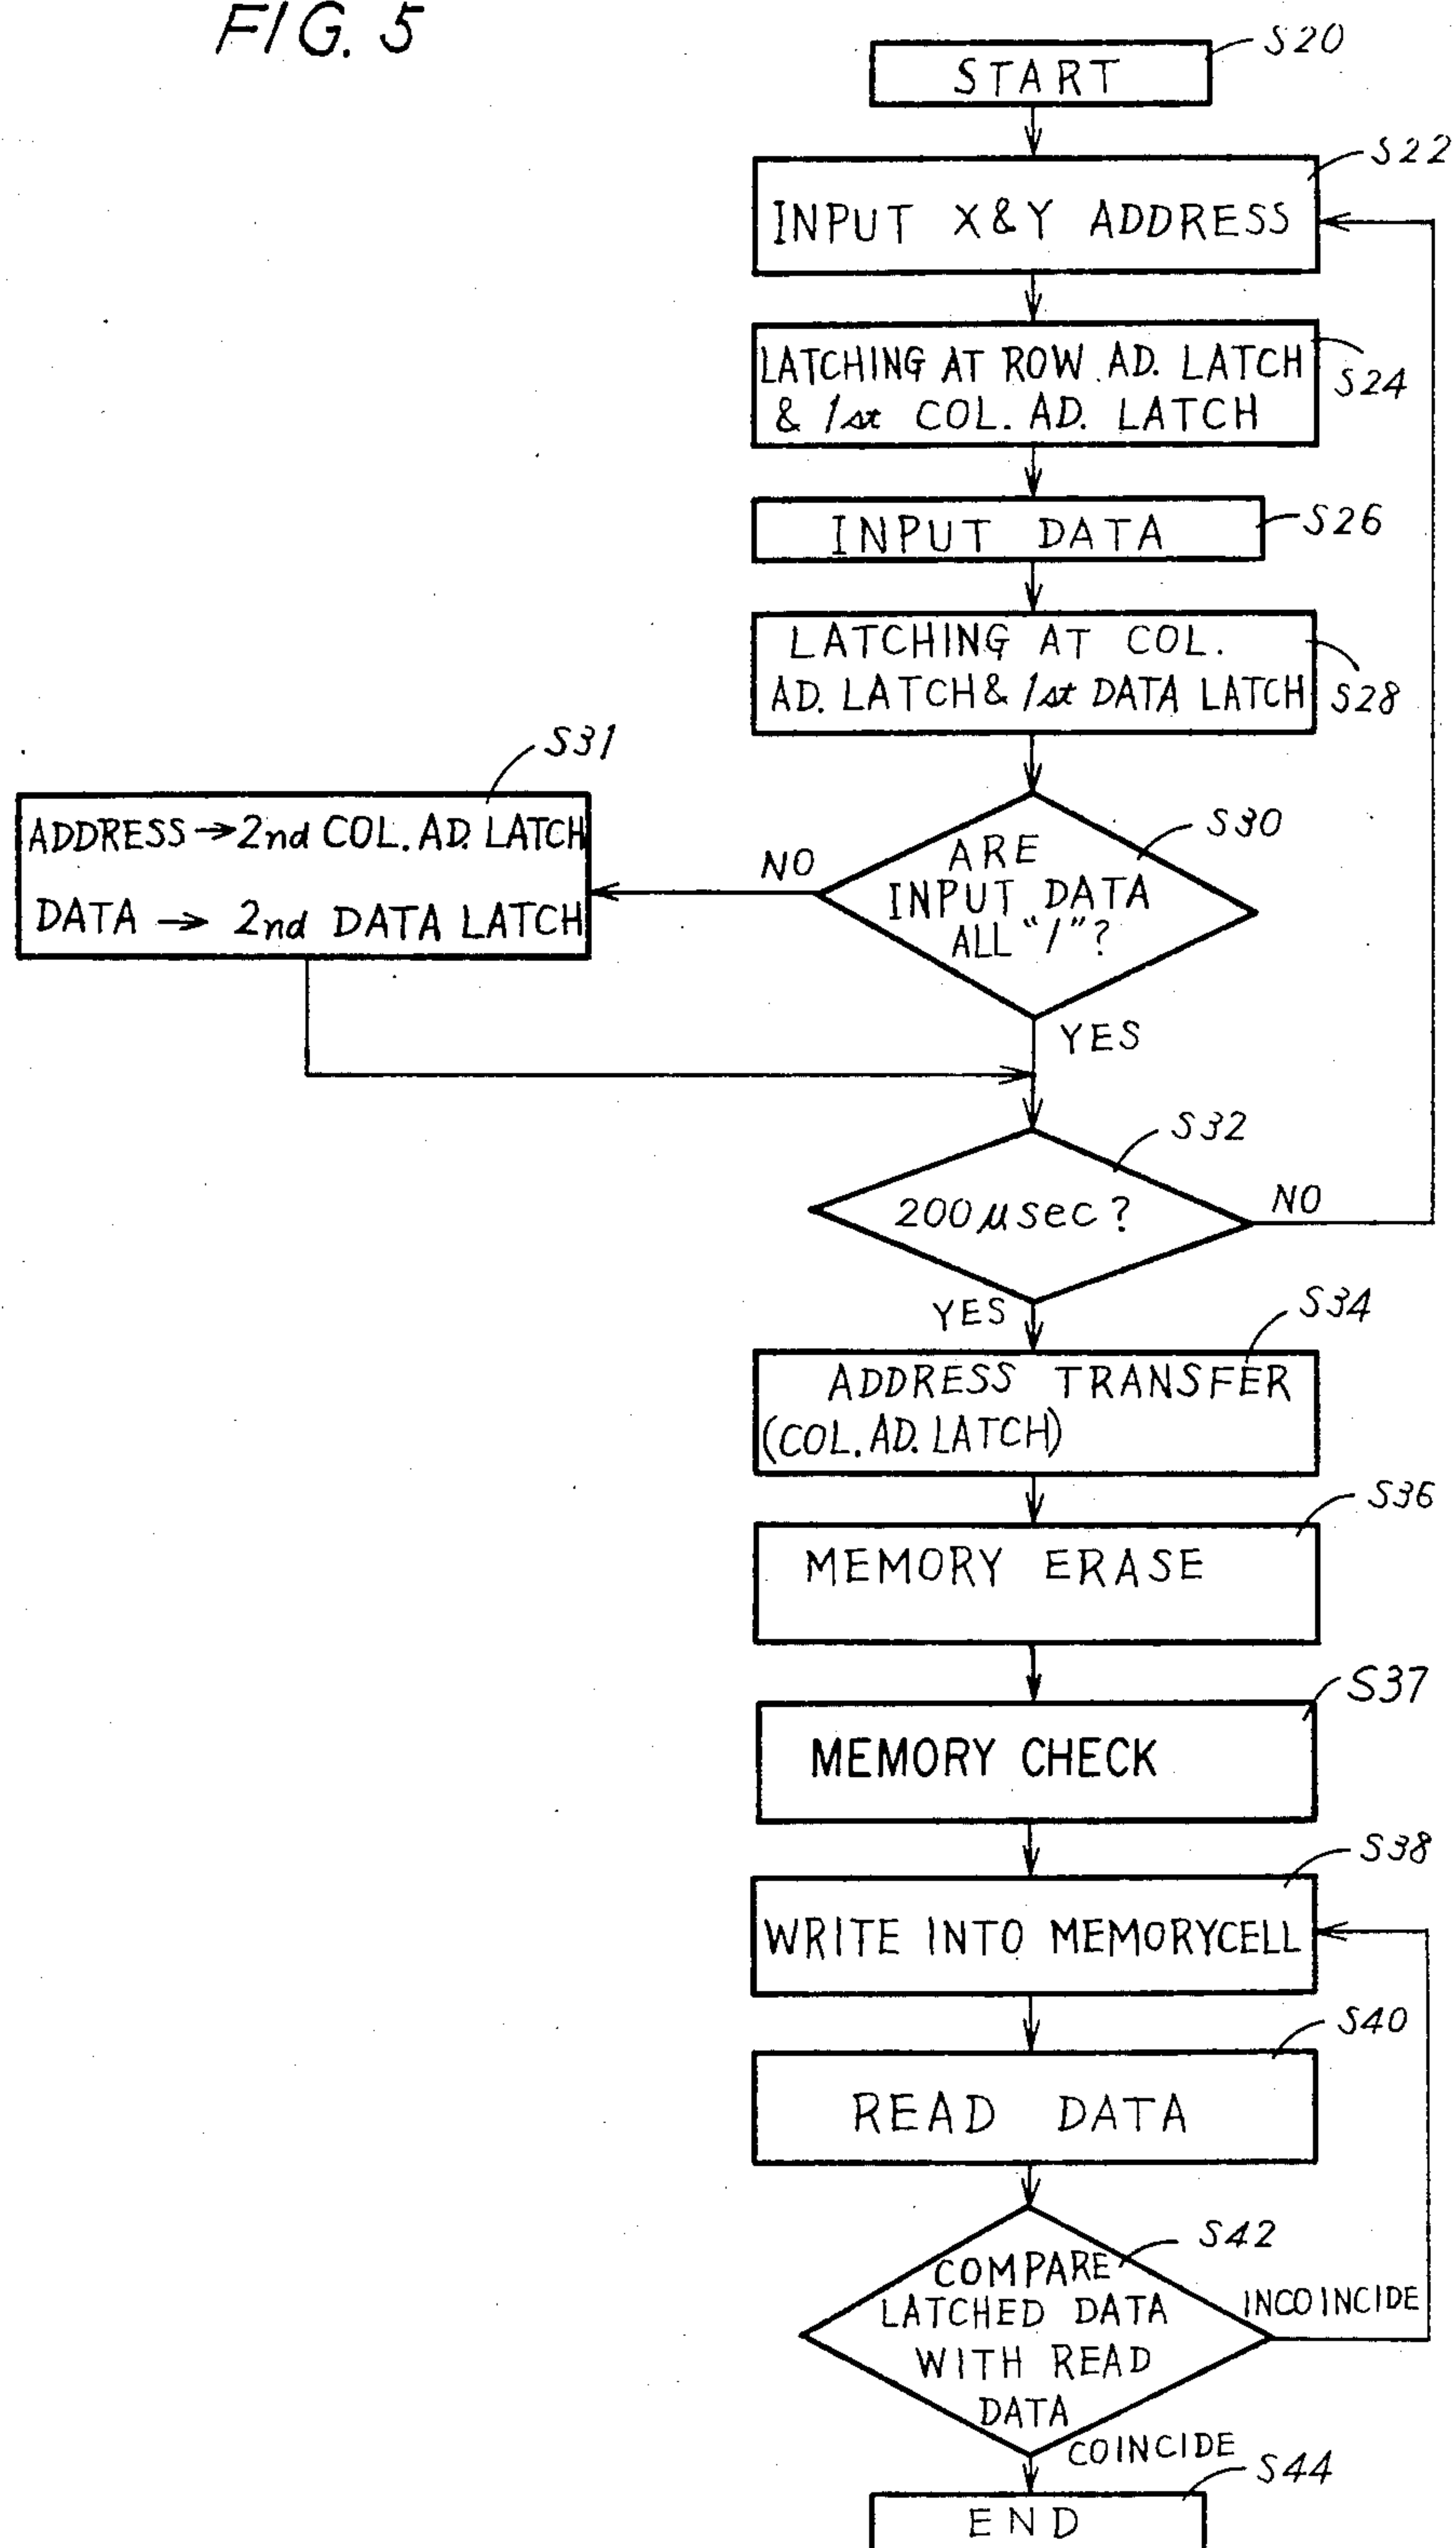 FIG. 5
S20
START
S22
INPUT X&Y ADDRESS
LATCHING AT ROW AD. LATCH
& 1st COL. AD. LATCH
S24
INPUT DATA
S26
LATCHING AT COL.
AD. LATCH & 1st DATA LATCH
S28
S31
ADDRESS → 2nd COL. AD. LATCH
DATA → 2nd DATA LATCH
NO
S30
ARE
INPUT DATA
ALL "1"?
YES
S32
200 μsec?
NO
YES
S34
ADDRESS TRANSFER
(COL. AD. LATCH)
S36
MEMORY ERASE
S37
MEMORY CHECK
S38
WRITE INTO MEMORYCELL
S40
READ DATA
S42
COMPARE
LATCHED DATA
WITH READ
DATA
INCOINCIDE
COINCIDE
S44
END